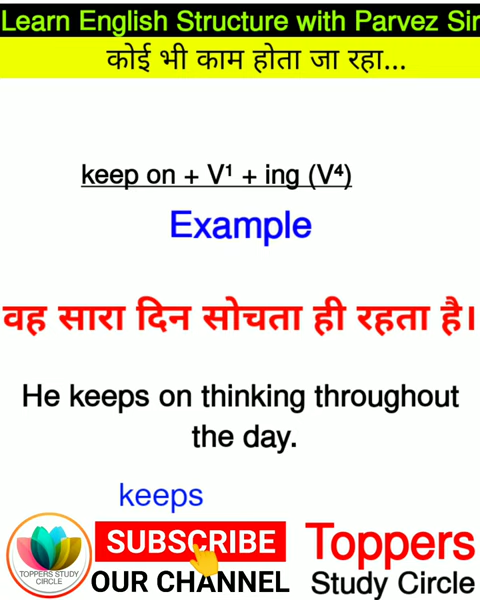 Learn English Structure with Parvez Sir
कोई भी काम होता जा रहा...
keep on + V¹ + ing (V⁴)
Example
वह सारा दिन सोचता ही रहता है।
He keeps on thinking throughout
the day.
keeps
SUBSCRIBE
OUR CHANNEL
Toppers
Study Circle
TOPPERS STUDY
CIRCLE